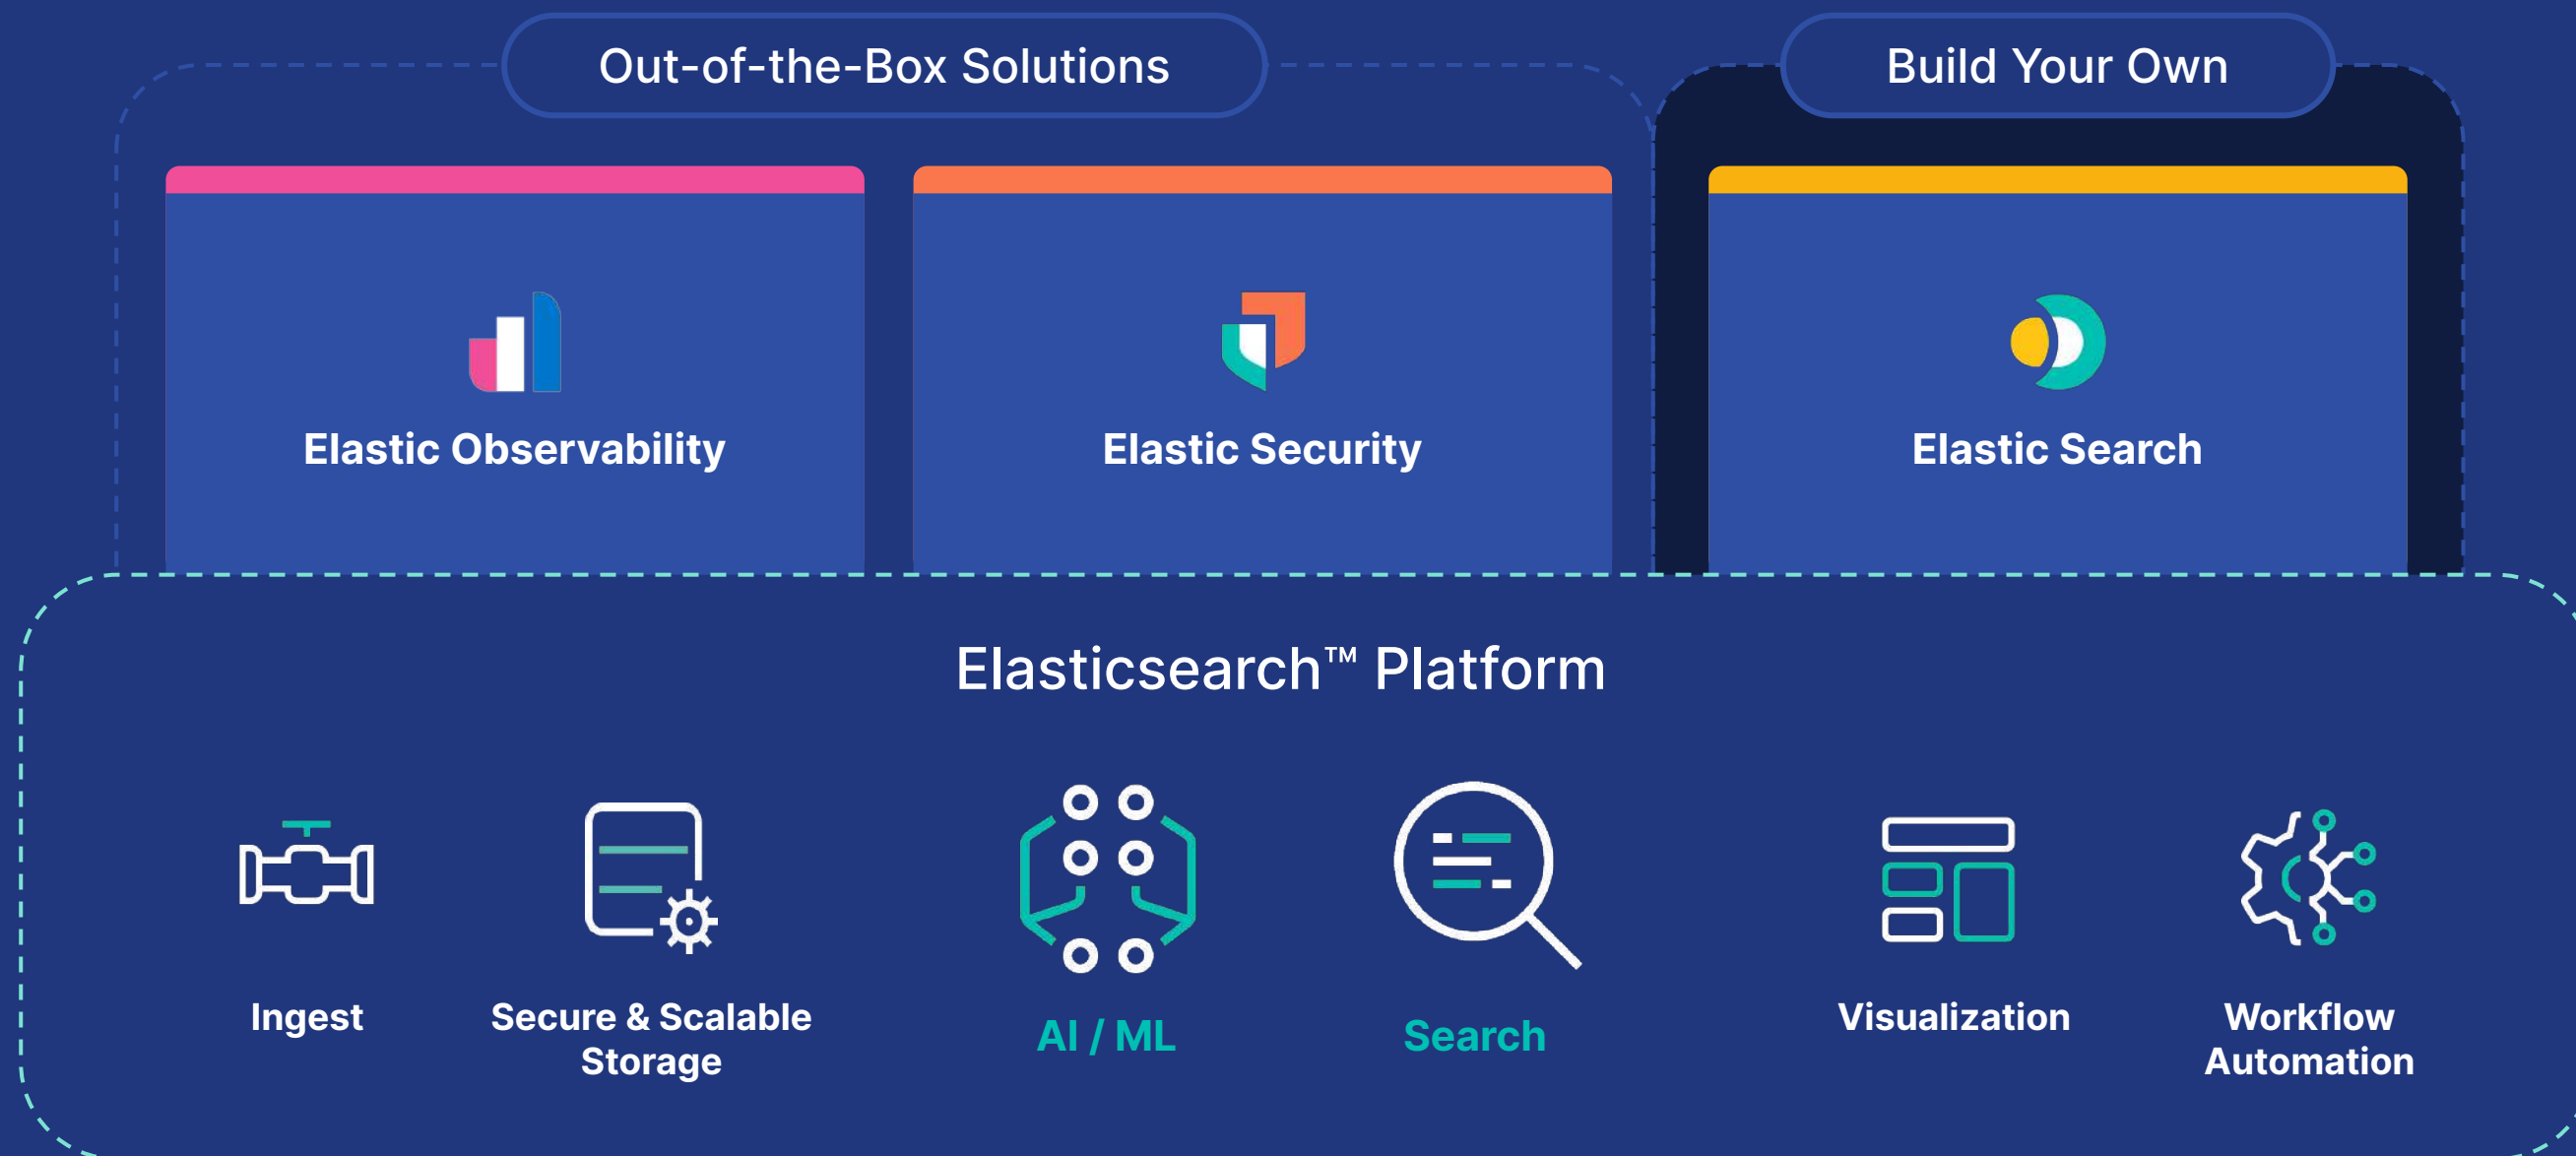 Out-of-the-Box Solutions
Build Your Own
Elastic Observability
Elastic Security
Elastic Search
Elasticsearch™ Platform
Ingest
Secure & Scalable
Storage
AI / ML
Search
Visualization
Workflow
Automation